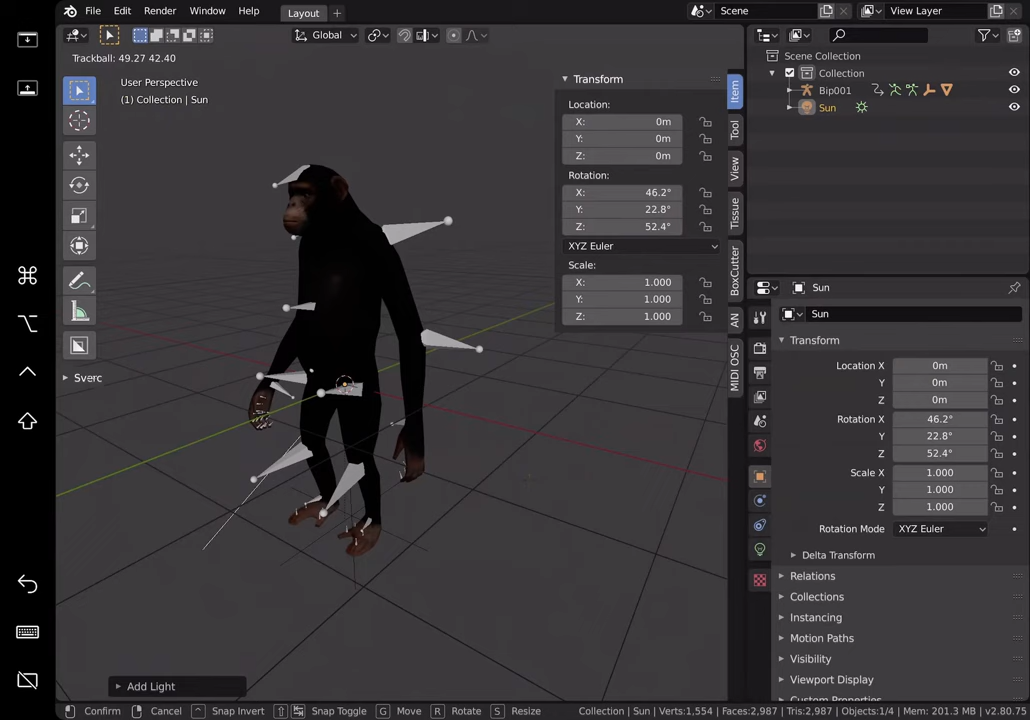 File Edit Render Window Help
Layout +
Scene
View Layer
Global
Trackball: 49.27 42.40
User Perspective
(1) Collection | Sun
Sverc
Add Light
Transform
Location:
X: 0m
Y: 0m
Z: 0m
Rotation:
X: 46.2°
Y: 22.8°
Z: 52.4°
XYZ Euler
Scale:
X: 1.000
Y: 1.000
Z: 1.000
Item
Tool
View
Tissue
BoxCutter
AN
MIDI OSC
Scene Collection
Collection
Bip001
Sun
Sun
Sun
Transform
Location X 0m
Y 0m
Z 0m
Rotation X 46.2°
Y 22.8°
Z 52.4°
Scale X 1.000
Y 1.000
Z 1.000
Rotation Mode XYZ Euler
Delta Transform
Relations
Collections
Instancing
Motion Paths
Visibility
Viewport Display
Custom Properties
Confirm Cancel Snap Invert Snap Toggle G Move R Rotate S Resize Collection | Sun | Verts:1,554 | Faces:2,987 | Tris:2,987 | Objects:1/4 | Mem: 201.3 MB | v2.80.75